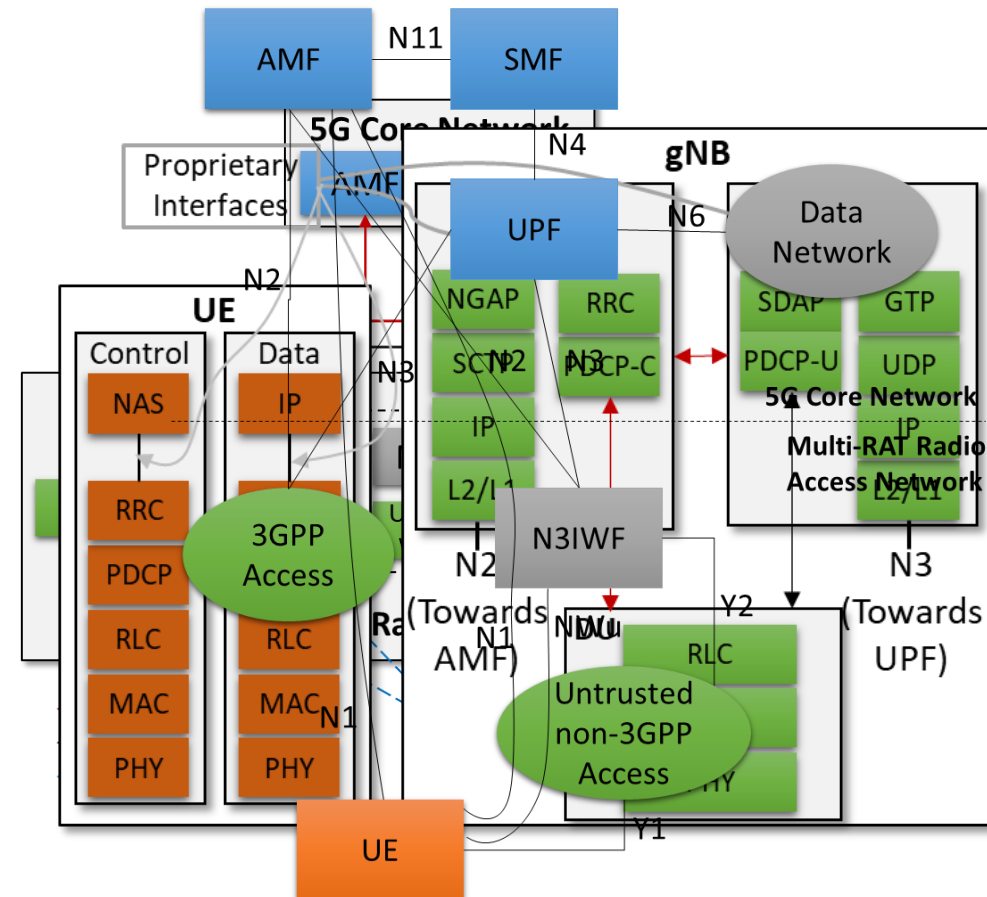 AMF
N11
SMF
5G Core Network
N4
gNB
Proprietary
Interfaces
AMF
UPF
N6
Data
Network
N2
UE
NGAP
RRC
SDAP
GTP
Control
Data
SCTP
N2
N3
PDCP-C
PDCP-U
UDP
N3
NAS
IP
5G Core Network
IP
IP
Multi-RAT Radio
Access Network
L2/L1
L2/L1
RRC
3GPP
Access
N3IWF
PDCP
N2
N3
(Towards
AMF)
(Towards
UPF)
Y2
N1
NWu
DU
RLC
RLC
RLC
MAC
MAC
N1
Untrusted
non-3GPP
Access
PHY
PHY
PHY
Y1
UE